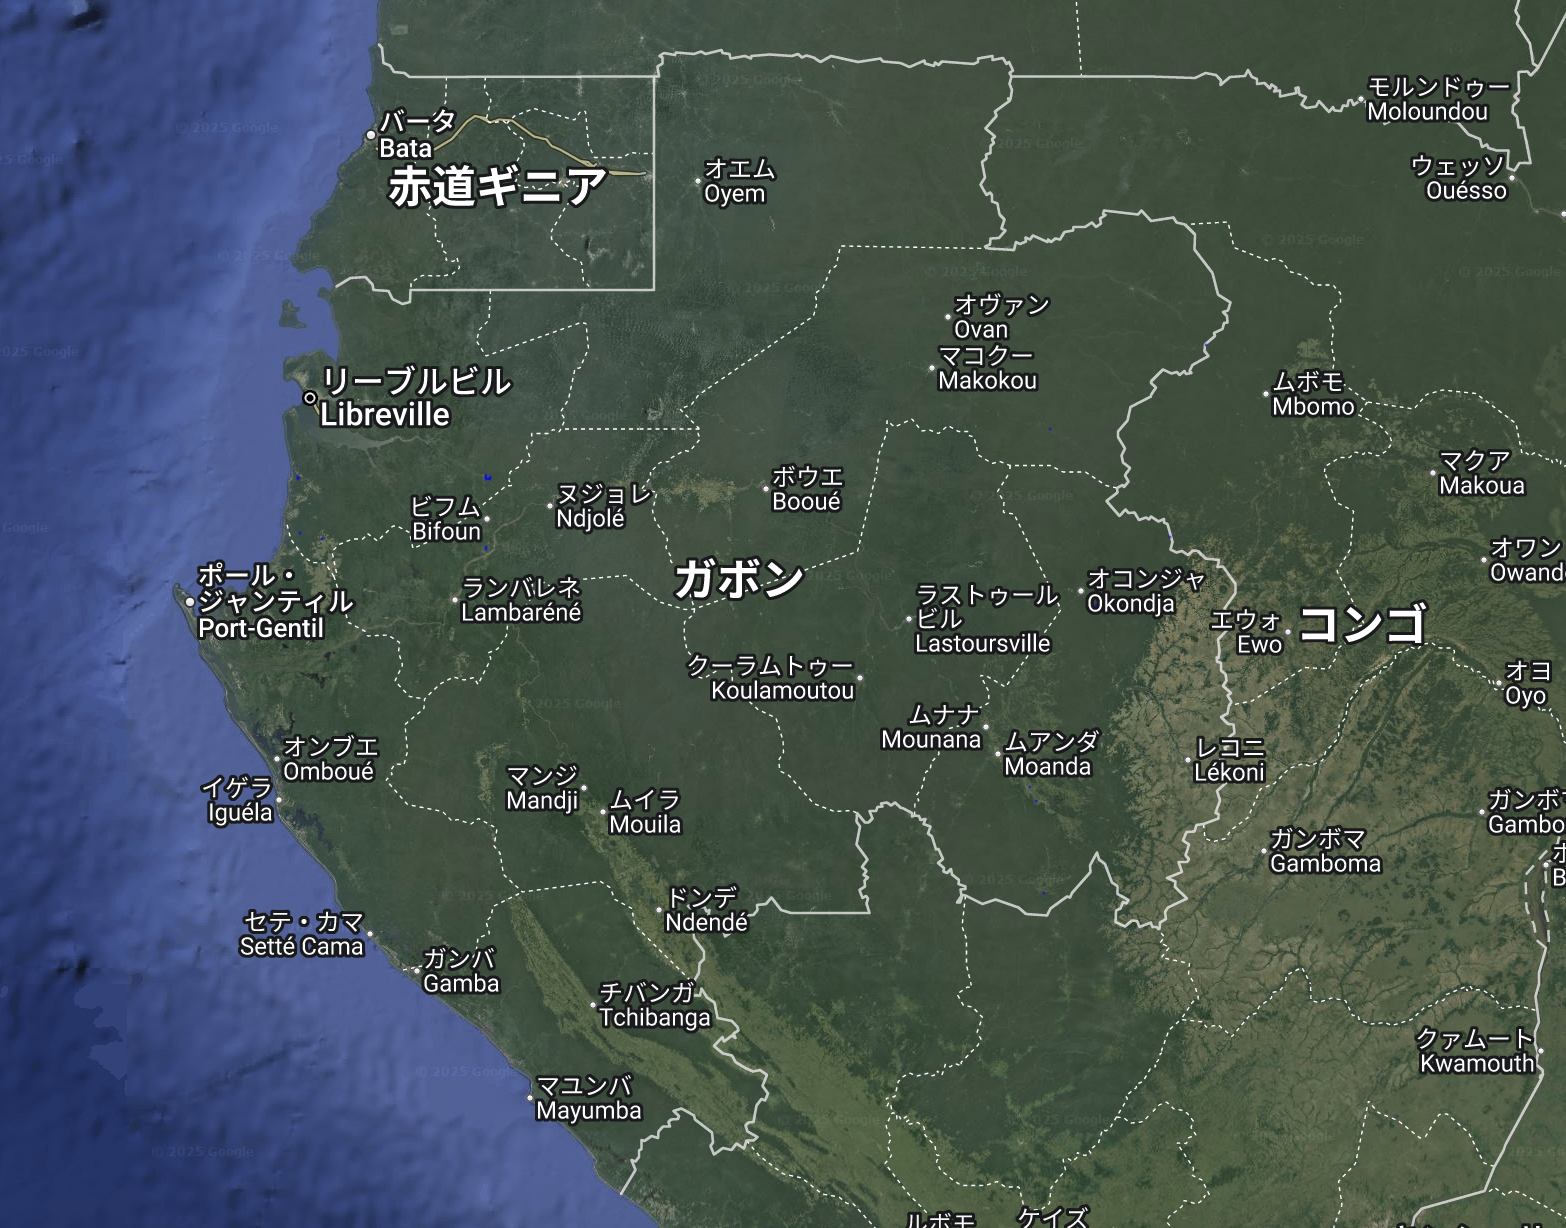 モルンドゥー
Moloundou
バータ
Bata
赤道ギニア
オエム
Oyem
ウェッソ
Ouésso
オヴァン
Ovan
マコクー
Makokou
リーブルビル
Libreville
ムボモ
Mbomo
マクア
Makoua
ボウエ
Booué
ヌジョレ
Ndjolé
ビフム
Bifoun
オワン
Owand
ガボン
ポール・
ジャンティル
Port-Gentil
ランバレネ
Lambaréné
ラストゥール
ビル
Lastoursville
オコンジャ
Okondja
エウォ
Ewo
コンゴ
クーラムトゥー
Koulamoutou
オヨ
Oyo
ムナナ
Mounana
ムアンダ
Moanda
レコニ
Lékoni
オンブエ
Omboué
イゲラ
Iguéla
マンジ
Mandji
ムイラ
Mouila
ガンボマ
Gamboma
ガンボ
Gambo
B
ドンデ
Ndendé
セテ・カマ
Setté Cama
ガンバ
Gamba
チバンガ
Tchibanga
クァムート
Kwamouth
マユンバ
Mayumba
ルボモ
ケイズ
© 2025 Google